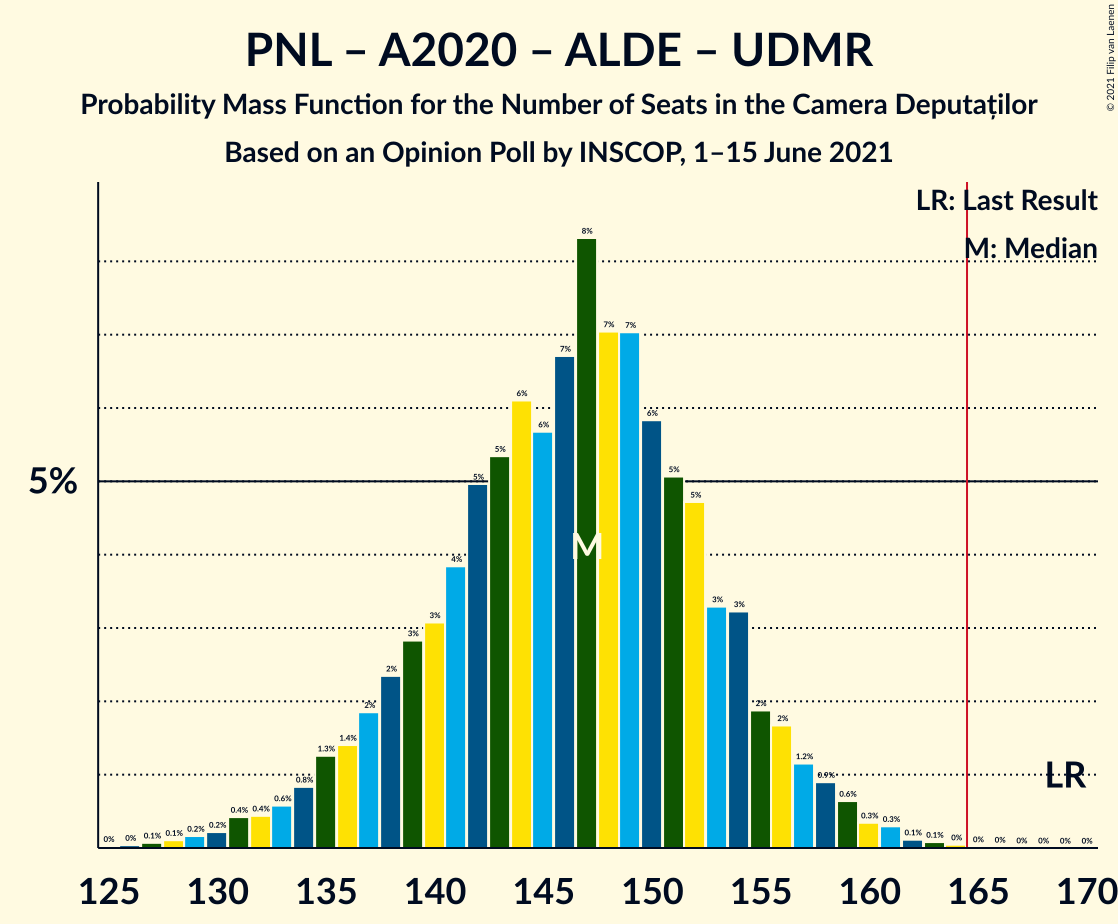 PNL – A2020 – ALDE – UDMR
Probability Mass Function for the Number of Seats in the Camera Deputaților
Based on an Opinion Poll by INSCOP, 1–15 June 2021
© 2021 Filip van Laenen
LR: Last Result
M: Median
5%
0% 0% 0.1% 0.1% 0.2% 0.2% 0.4% 0.4% 0.6% 0.8% 1.3% 1.4% 2% 2% 3% 3% 4% 5% 5% 6% 6% 7% 8% 7% 7% 6% 5% 5% 3% 3% 2% 2% 1.2% 0.9% 0.6% 0.3% 0.3% 0.1% 0.1% 0% 0% 0% 0% 0% 0% 0%
M
LR
125 130 135 140 145 150 155 160 165 170